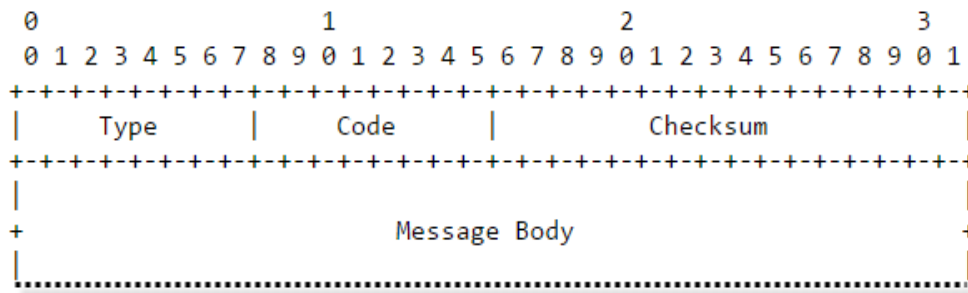 0                   1                   2                   3
0 1 2 3 4 5 6 7 8 9 0 1 2 3 4 5 6 7 8 9 0 1 2 3 4 5 6 7 8 9 0 1
+-+-+-+-+-+-+-+-+-+-+-+-+-+-+-+-+-+-+-+-+-+-+-+-+-+-+-+-+-+-+-+-+
|     Type      |     Code      |          Checksum             |
+-+-+-+-+-+-+-+-+-+-+-+-+-+-+-+-+-+-+-+-+-+-+-+-+-+-+-+-+-+-+-+-+
|                                                               |
+                         Message Body                          +
|                                                               |